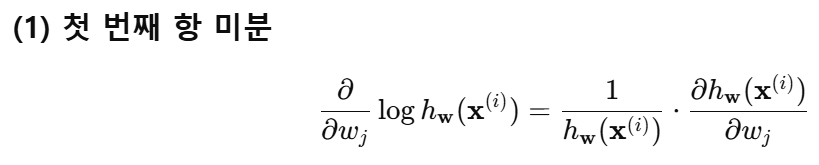 (1) 첫 번째 항 미분
∂/∂w_j log h_𝐰(𝐱^(i)) = 1/h_𝐰(𝐱^(i)) · ∂h_𝐰(𝐱^(i))/∂w_j